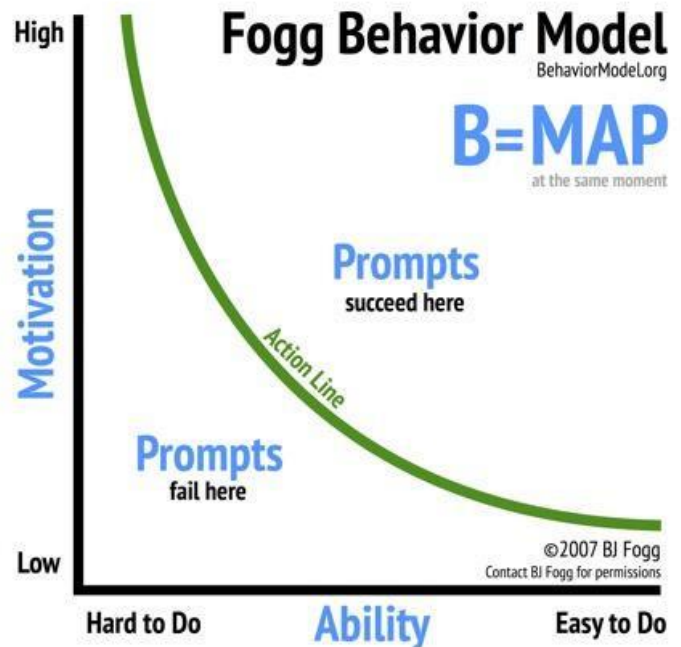 High
Fogg Behavior Model
BehaviorModel.org
B=MAP
at the same moment
Motivation
Prompts
succeed here
Action Line
Prompts
fail here
Low
©2007 BJ Fogg
Contact BJ Fogg for permissions
Hard to Do
Ability
Easy to Do